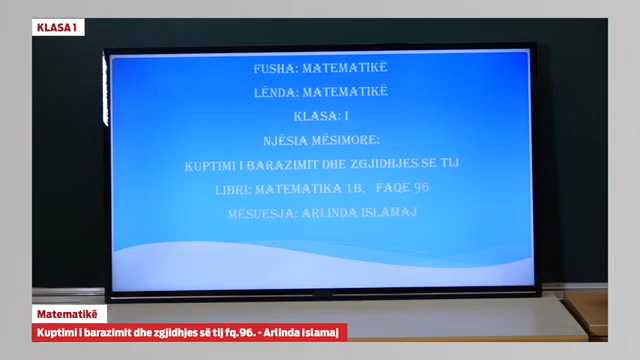 KLASA 1
FUSHA: MATEMATIKË
LËNDA: MATEMATIKË
KLASA: I
NJËSIA MËSIMORE:
KUPTIMI I BARAZIMIT DHE ZGJIDHJES SE TIJ
LIBRI: MATEMATIKA 1B, FAQE 96
MËSUESJA: ARLINDA ISLAMAJ
Matematikë
Kuptimi i barazimit dhe zgjidhjes së tij fq.96. - Arlinda Islamaj